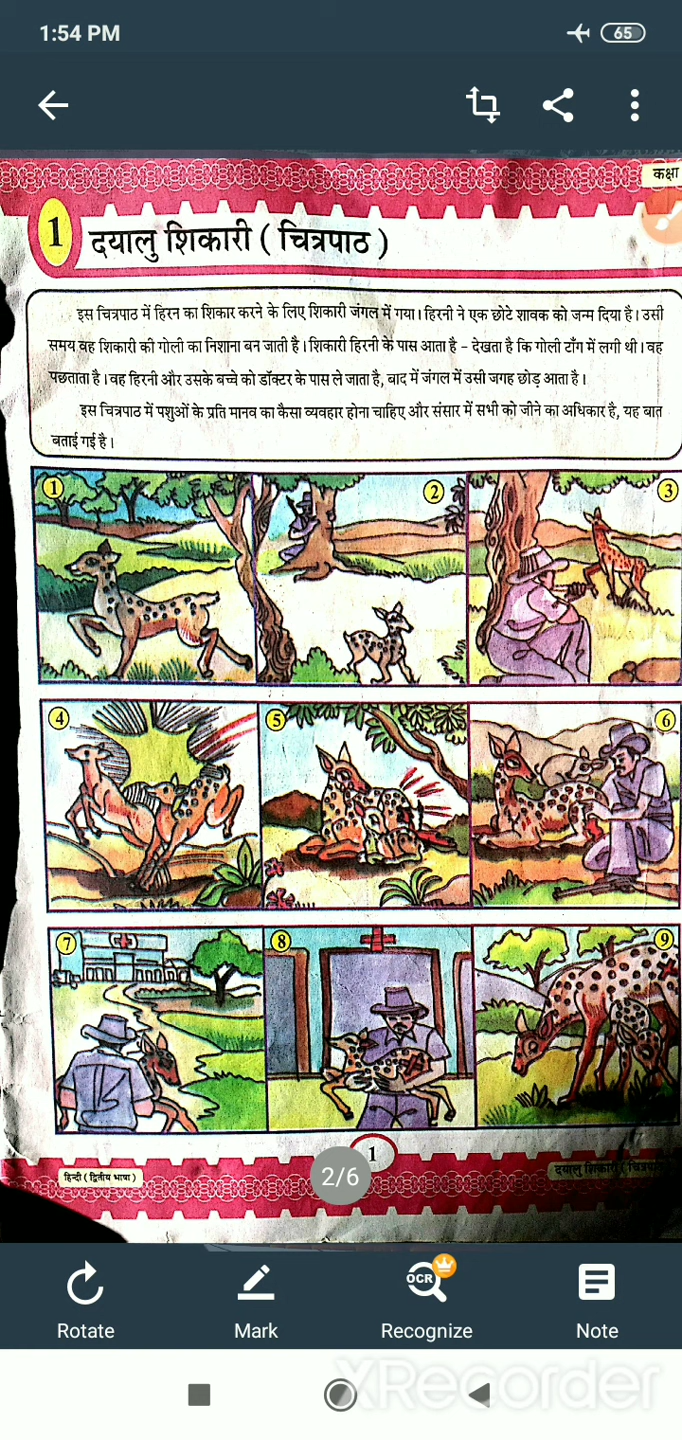 1:54 PM
65
कक्षा
1
दयालु शिकारी ( चित्रपाठ )
इस चित्रपाठ में हिरन का शिकार करने के लिए शिकारी जंगल में गया। हिरनी ने एक छोटे शावक को जन्म दिया है। उसी
समय वह शिकारी की गोली का निशाना बन जाती है। शिकारी हिरनी के पास आता है - देखता है कि गोली टाँग में लगी थी। वह
पछताता है। वह हिरनी और उसके बच्चे को डॉक्टर के पास ले जाता है, बाद में जंगल में उसी जगह छोड़ आता है।
इस चित्रपाठ में पशुओं के प्रति मानव का कैसा व्यवहार होना चाहिए और संसार में सभी को जीने का अधिकार है, यह बात
बताई गई है।
1
2
3
4
5
6
7
8
9
1
हिन्दी ( द्वितीय भाषा )
2/6
दयालु शिकारी ( चित्रपाठ
OCR
Rotate
Mark
Recognize
Note
XRecorder